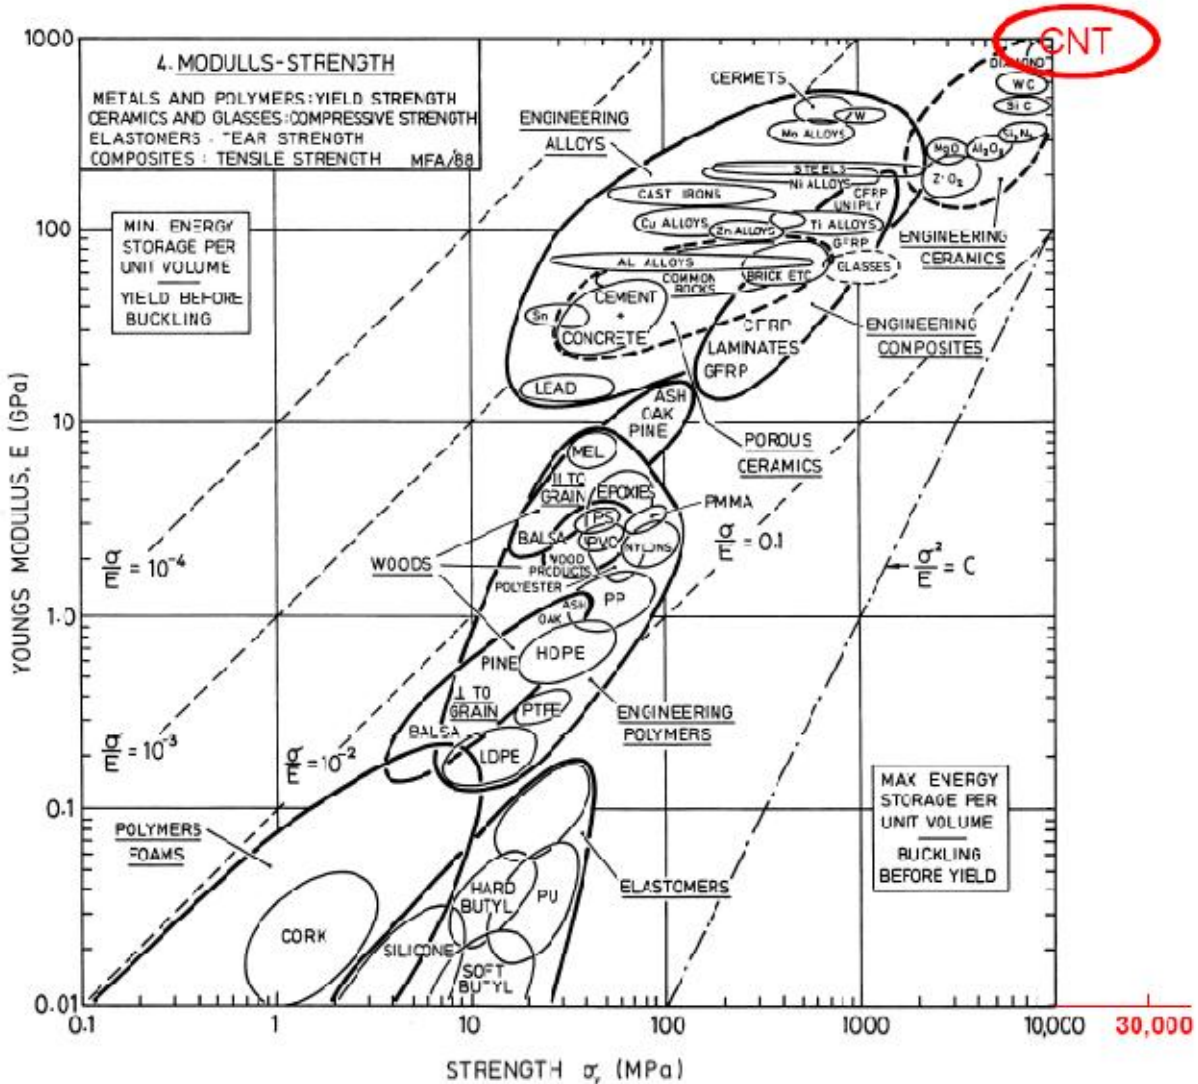 CNT
1000
4. MODULUS-STRENGTH
METALS AND POLYMERS: YIELD STRENGTH
CERAMICS AND GLASSES: COMPRESSIVE STRENGTH
ELASTOMERS : TEAR STRENGTH
COMPOSITES : TENSILE STRENGTH MFA/88
CERMETS
DIAMOND
WC
SiC
W
Mo ALLOYS
Si₃N₄
ENGINEERING
ALLOYS
MgO
Al₂O₃
STEELS
Ni ALLOYS
ZrO₂
CFRP
UNIPLY
CAST IRONS
100
MIN. ENERGY
STORAGE PER
UNIT VOLUME
YIELD BEFORE
BUCKLING
Cu ALLOYS
Zn ALLOYS
Ti ALLOYS
GFRP
ENGINEERING
CERAMICS
AL ALLOYS
COMMON
ROCKS
BRICK ETC
GLASSES
CEMENT
+
CONCRETE
Sn
CFRP
LAMINATES
GFRP
ENGINEERING
COMPOSITES
LEAD
ASH
OAK
PINE
10
POROUS
CERAMICS
MEL
II TO
GRAIN
EPOXIES
PMMA
PS
BALSA
PVC
NYLONS
WOOD
PRODUCTS
POLYESTER
WOODS
σ/E = 10⁻⁴
σ/E = 0.1
σ²/E = C
PP
ASH
OAK
1.0
PINE
HDPE
⊥ TO
GRAIN
PTFE
ENGINEERING
POLYMERS
BALSA
LDPE
σ/E = 10⁻³
σ/E = 10⁻²
MAX ENERGY
STORAGE PER
UNIT VOLUME
BUCKLING
BEFORE YIELD
0.1
POLYMERS
FOAMS
ELASTOMERS
HARD
BUTYL
PU
CORK
SILICONE
SOFT
BUTYL
0.01
0.1
1
10
100
1000
10,000
30,000
YOUNGS MODULUS, E (GPa)
STRENGTH σy (MPa)